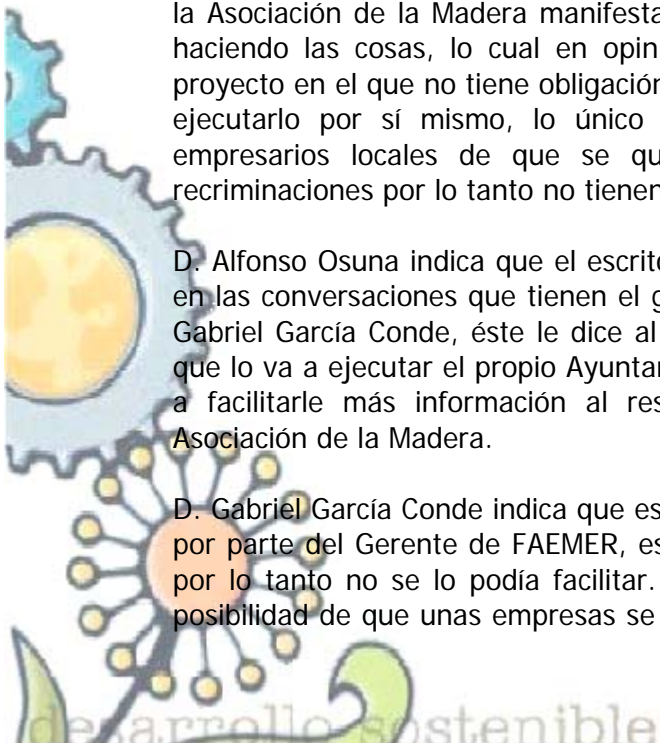 la Asociación de la Madera manifesta
haciendo las cosas, lo cual en opin
proyecto en el que no tiene obligación
ejecutarlo por sí mismo, lo único
empresarios locales de que se qu
recriminaciones por lo tanto no tiener
D. Alfonso Osuna indica que el escrito
en las conversaciones que tienen el g
Gabriel García Conde, éste le dice al
que lo va a ejecutar el propio Ayuntar
a facilitarle más información al res
Asociación de la Madera.
D. Gabriel García Conde indica que es
por parte del Gerente de FAEMER, es
por lo tanto no se lo podía facilitar.
posibilidad de que unas empresas se
desarrollo sostenible